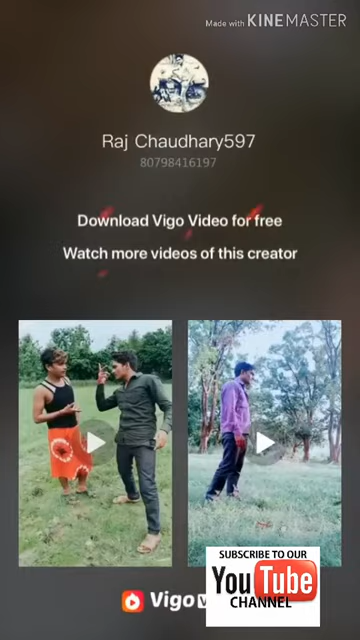 Made with KINEMASTER
Raj Chaudhary597
80798416197
Download Vigo Video for free
Watch more videos of this creator
Vigo
SUBSCRIBE TO OUR
YouTube
CHANNEL